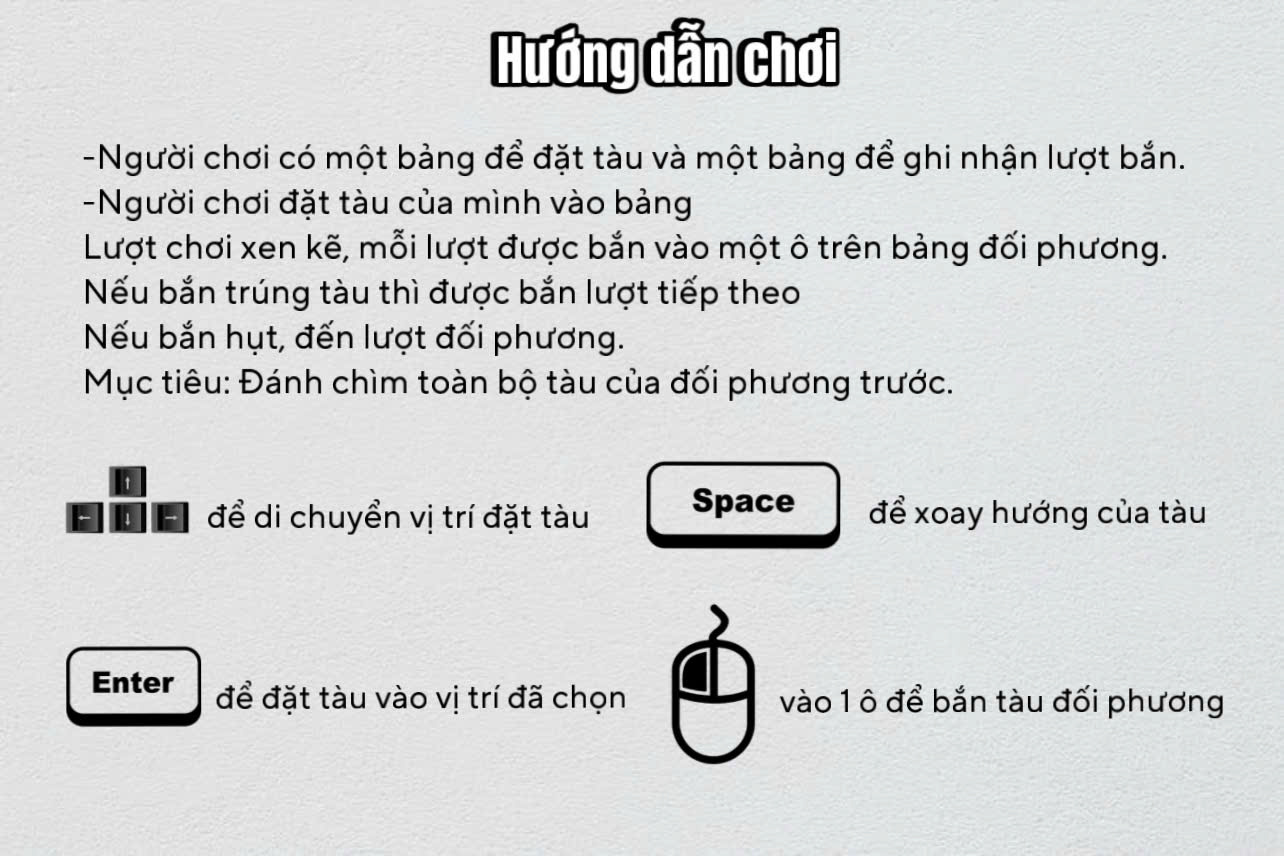 Hướng dẫn chơi
-Người chơi có một bảng để đặt tàu và một bảng để ghi nhận lượt bắn.
-Người chơi đặt tàu của mình vào bảng
Lượt chơi xen kẽ, mỗi lượt được bắn vào một ô trên bảng đối phương.
Nếu bắn trúng tàu thì được bắn lượt tiếp theo
Nếu bắn hụt, đến lượt đối phương.
Mục tiêu: Đánh chìm toàn bộ tàu của đối phương trước.
↑
← ↓ → để di chuyển vị trí đặt tàu
Space để xoay hướng của tàu
Enter để đặt tàu vào vị trí đã chọn
vào 1 ô để bắn tàu đối phương